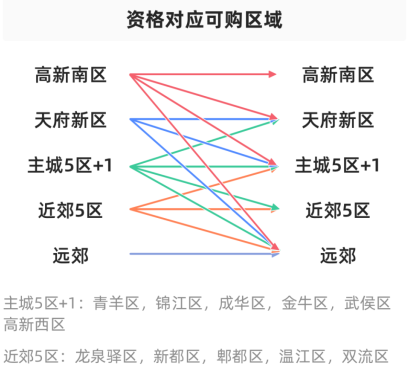 资格对应可购区域
高新南区 高新南区
天府新区 天府新区
主城5区+1 主城5区+1
近郊5区 近郊5区
远郊 远郊
主城5区+1：青羊区，锦江区，成华区，金牛区，武侯区
高新西区
近郊5区：龙泉驿区，新都区，郫都区，温江区，双流区